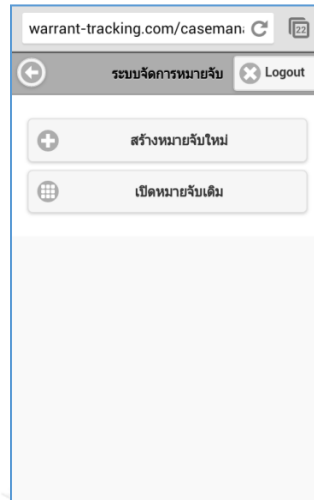 warrant-tracking.com/caseman
22
ระบบจัดการหมายจับ
Logout
สร้างหมายจับใหม่
เปิดหมายจับเดิม